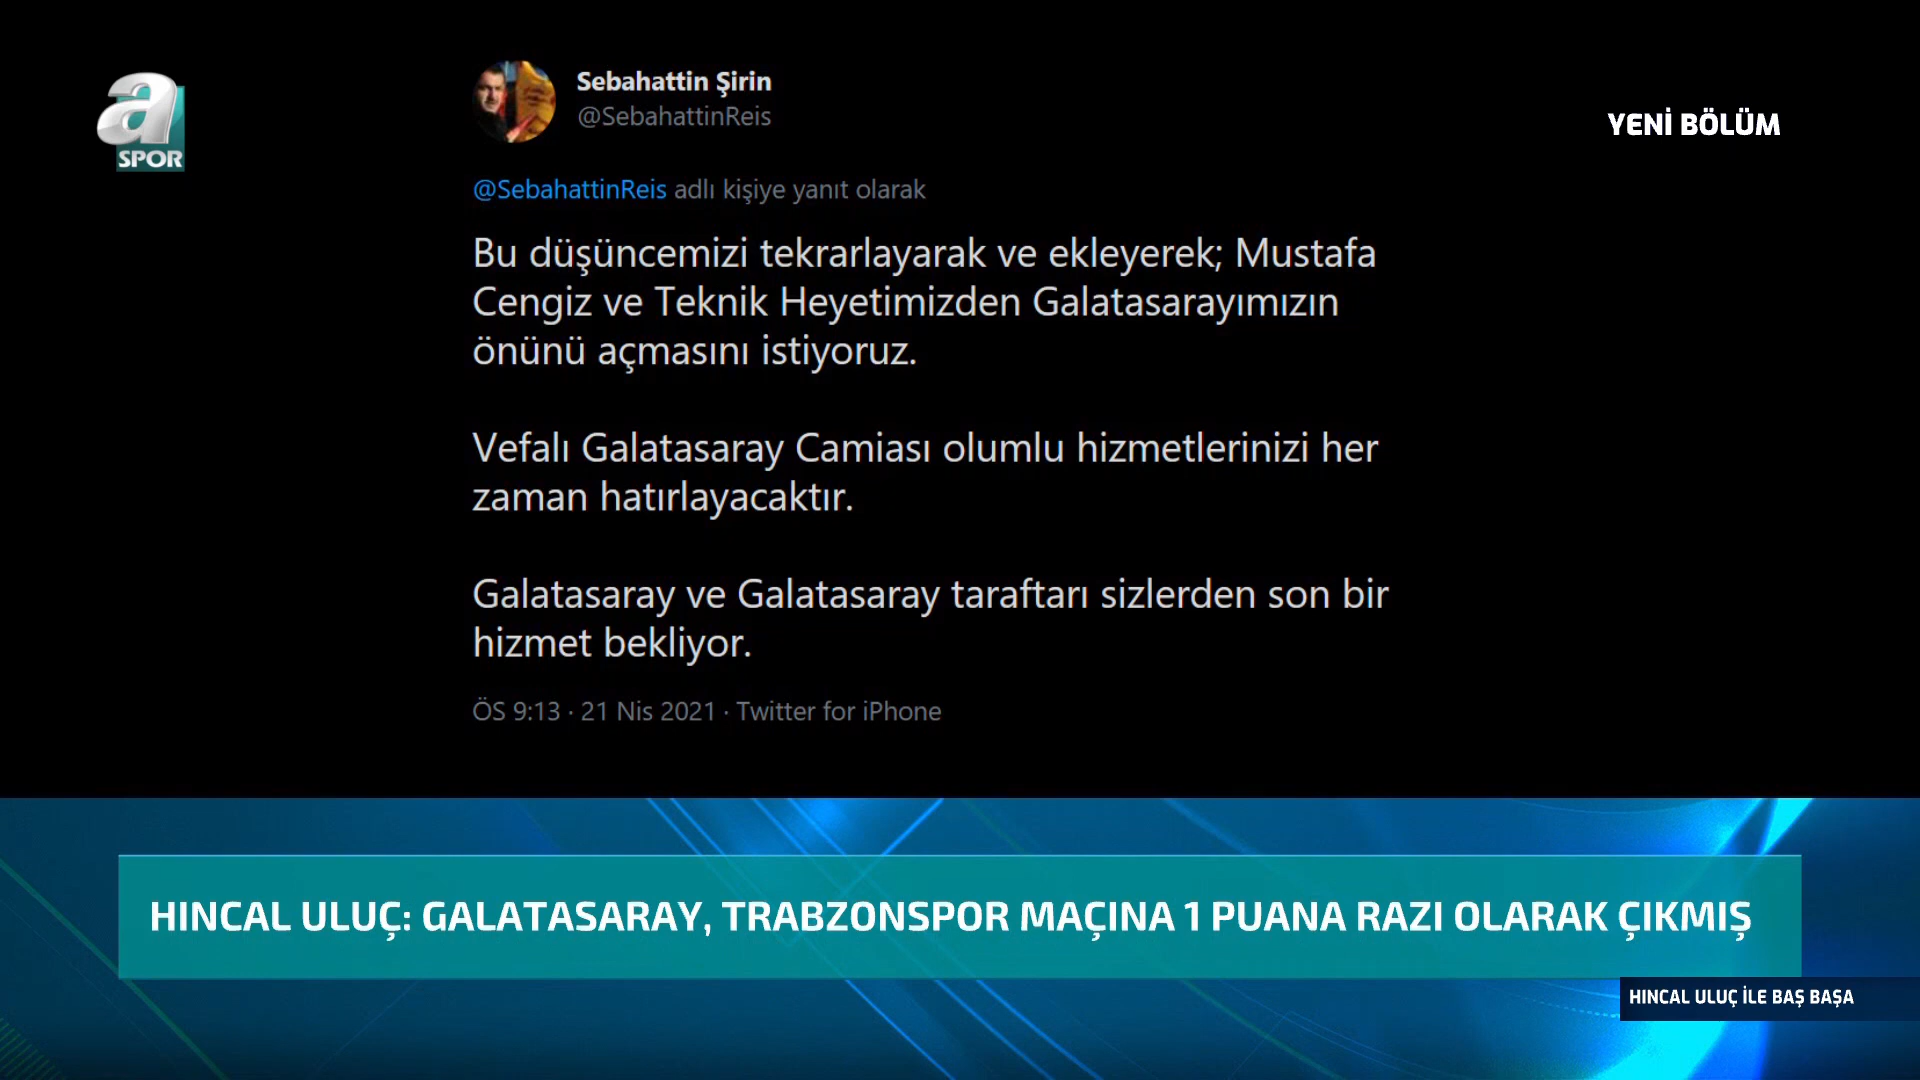 a
SPOR
YENİ BÖLÜM
Sebahattin Şirin
@SebahattinReis
@SebahattinReis adlı kişiye yanıt olarak
Bu düşüncemizi tekrarlayarak ve ekleyerek; Mustafa
Cengiz ve Teknik Heyetimizden Galatasarayımızın
önünü açmasını istiyoruz.
Vefalı Galatasaray Camiası olumlu hizmetlerinizi her
zaman hatırlayacaktır.
Galatasaray ve Galatasaray taraftarı sizlerden son bir
hizmet bekliyor.
ÖS 9:13 · 21 Nis 2021 · Twitter for iPhone
HINCAL ULUÇ: GALATASARAY, TRABZONSPOR MAÇINA 1 PUANA RAZI OLARAK ÇIKMIŞ
HINCAL ULUÇ İLE BAŞ BAŞA